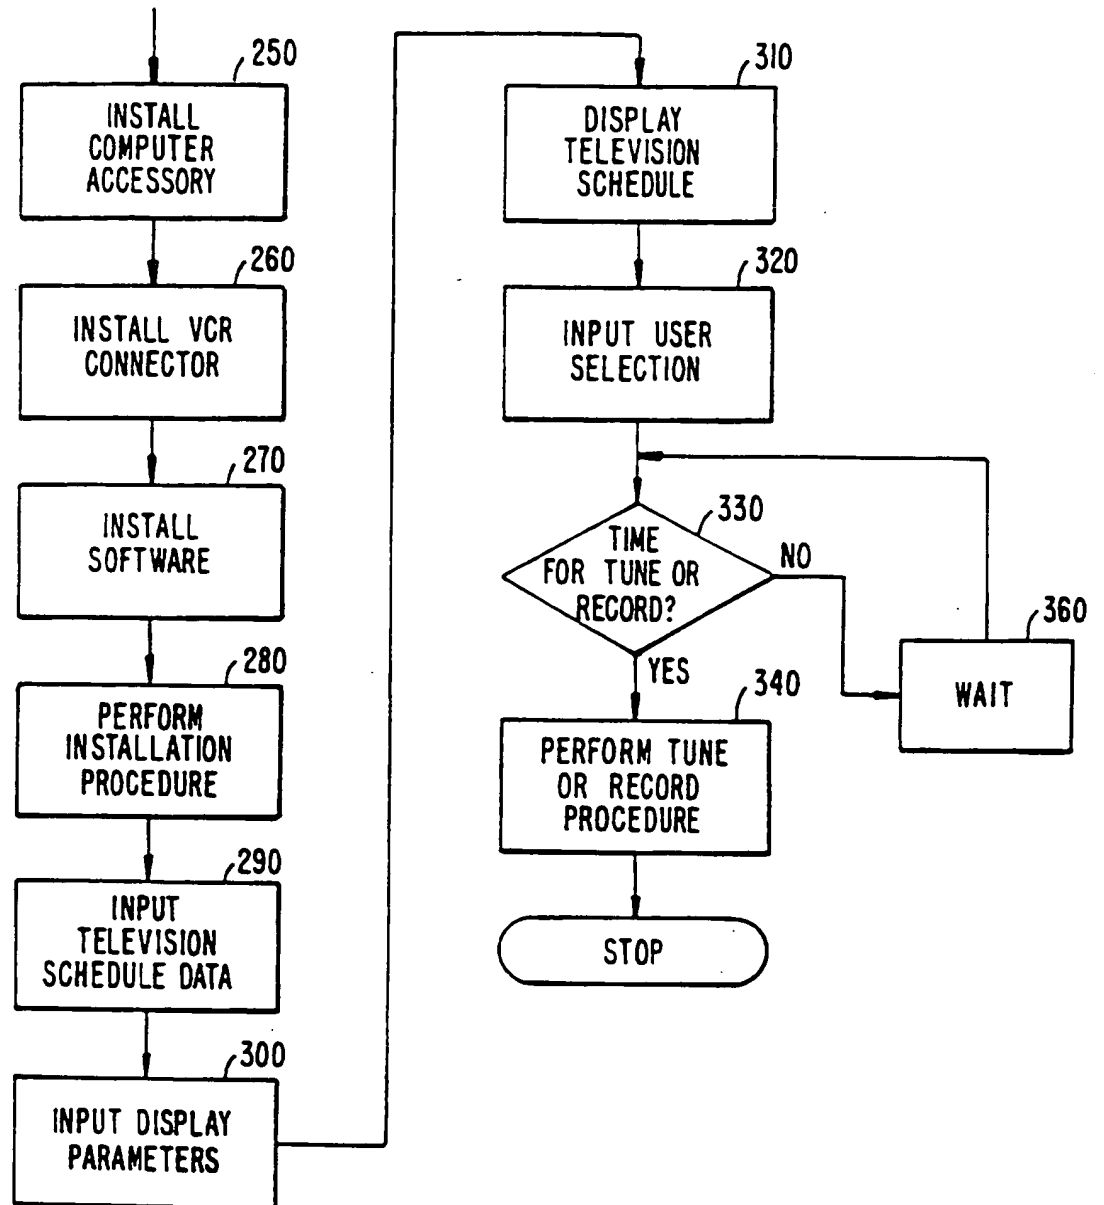 250
INSTALL
COMPUTER
ACCESSORY
260
INSTALL VCR
CONNECTOR
270
INSTALL
SOFTWARE
280
PERFORM
INSTALLATION
PROCEDURE
290
INPUT
TELEVISION
SCHEDULE DATA
300
INPUT DISPLAY
PARAMETERS
310
DISPLAY
TELEVISION
SCHEDULE
320
INPUT USER
SELECTION
330
TIME
FOR TUNE OR
RECORD?
NO
YES
360
WAIT
340
PERFORM TUNE
OR RECORD
PROCEDURE
STOP